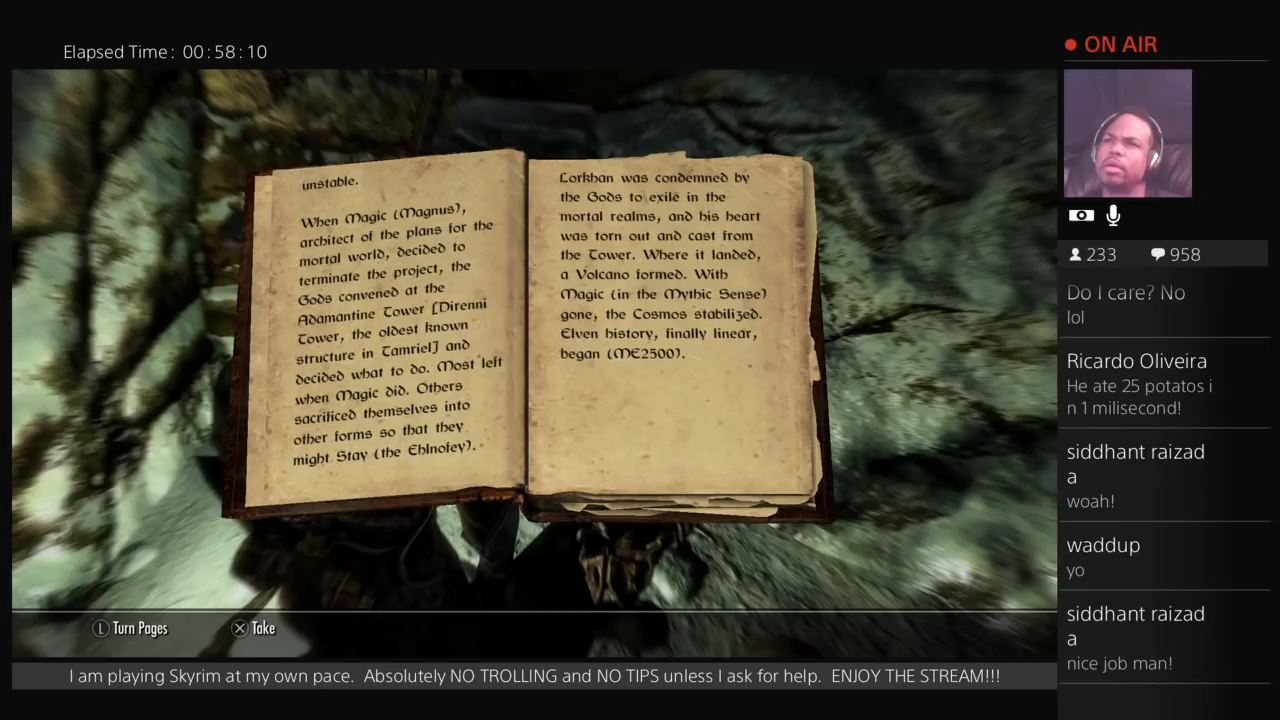 Elapsed Time: 00:58:10
ON AIR
unstable.
When Magic (Magnus),
architect of the plans for the
mortal world, decided to
terminate the project, the
Gods convened at the
Adamantine Tower [Direnni
Tower, the oldest known
structure in Tamriel] and
decided what to do. Most left
when Magic did. Others
sacrificed themselves into
other forms so that they
might Stay (the Ehlnofey).
Lorkhan was condemned by
the Gods to exile in the
mortal realms, and his heart
was torn out and cast from
the Tower. Where it landed,
a Volcano formed. With
Magic (in the Mythic Sense)
gone, the Cosmos stabilized.
Elven history, finally linear,
began (ME2500).
L Turn Pages
X Take
I am playing Skyrim at my own pace. Absolutely NO TROLLING and NO TIPS unless I ask for help. ENJOY THE STREAM!!!
233 958
Do I care? No
lol
Ricardo Oliveira
He ate 25 potatos i
n 1 milisecond!
siddhant raizad
a
woah!
waddup
yo
siddhant raizad
a
nice job man!